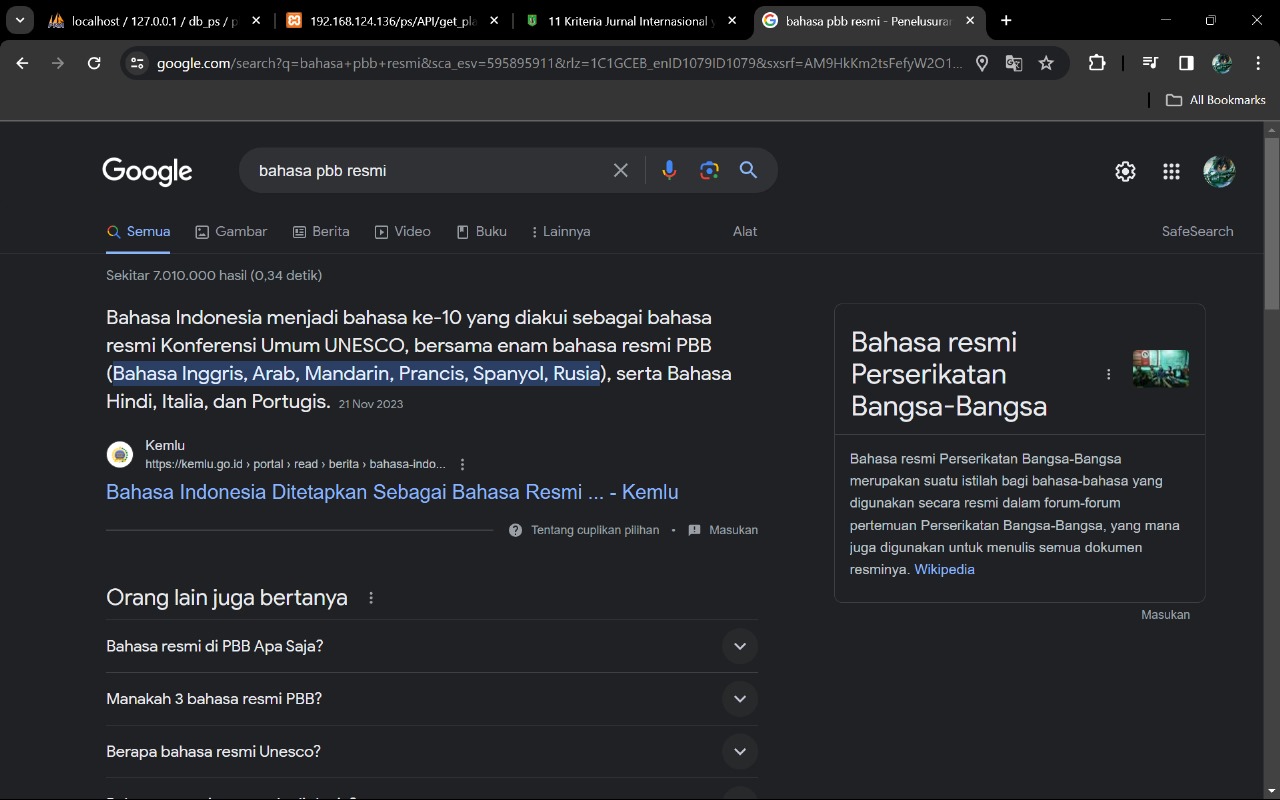 localhost / 127.0.0.1 / db_ps / p
192.168.124.136/ps/API/get_pla
11 Kriteria Jurnal Internasional y
bahasa pbb resmi - Penelusuran
google.com/search?q=bahasa+pbb+resmi&sca_esv=595895911&rlz=1C1GCEB_enID1079ID1079&sxsrf=AM9HkKm2tsFefyW2O1...
All Bookmarks
Google
bahasa pbb resmi
Semua
Gambar
Berita
Video
Buku
Lainnya
Alat
SafeSearch
Sekitar 7.010.000 hasil (0,34 detik)
Bahasa Indonesia menjadi bahasa ke-10 yang diakui sebagai bahasa
resmi Konferensi Umum UNESCO, bersama enam bahasa resmi PBB
(Bahasa Inggris, Arab, Mandarin, Prancis, Spanyol, Rusia), serta Bahasa
Hindi, Italia, dan Portugis. 21 Nov 2023
Kemlu
https://kemlu.go.id › portal › read › berita › bahasa-indo...
Bahasa Indonesia Ditetapkan Sebagai Bahasa Resmi ... - Kemlu
Tentang cuplikan pilihan • Masukan
Orang lain juga bertanya
Bahasa resmi di PBB Apa Saja?
Manakah 3 bahasa resmi PBB?
Berapa bahasa resmi Unesco?
Bahasa resmi
Perserikatan
Bangsa-Bangsa
Bahasa resmi Perserikatan Bangsa-Bangsa
merupakan suatu istilah bagi bahasa-bahasa yang
digunakan secara resmi dalam forum-forum
pertemuan Perserikatan Bangsa-Bangsa, yang mana
juga digunakan untuk menulis semua dokumen
resminya. Wikipedia
Masukan